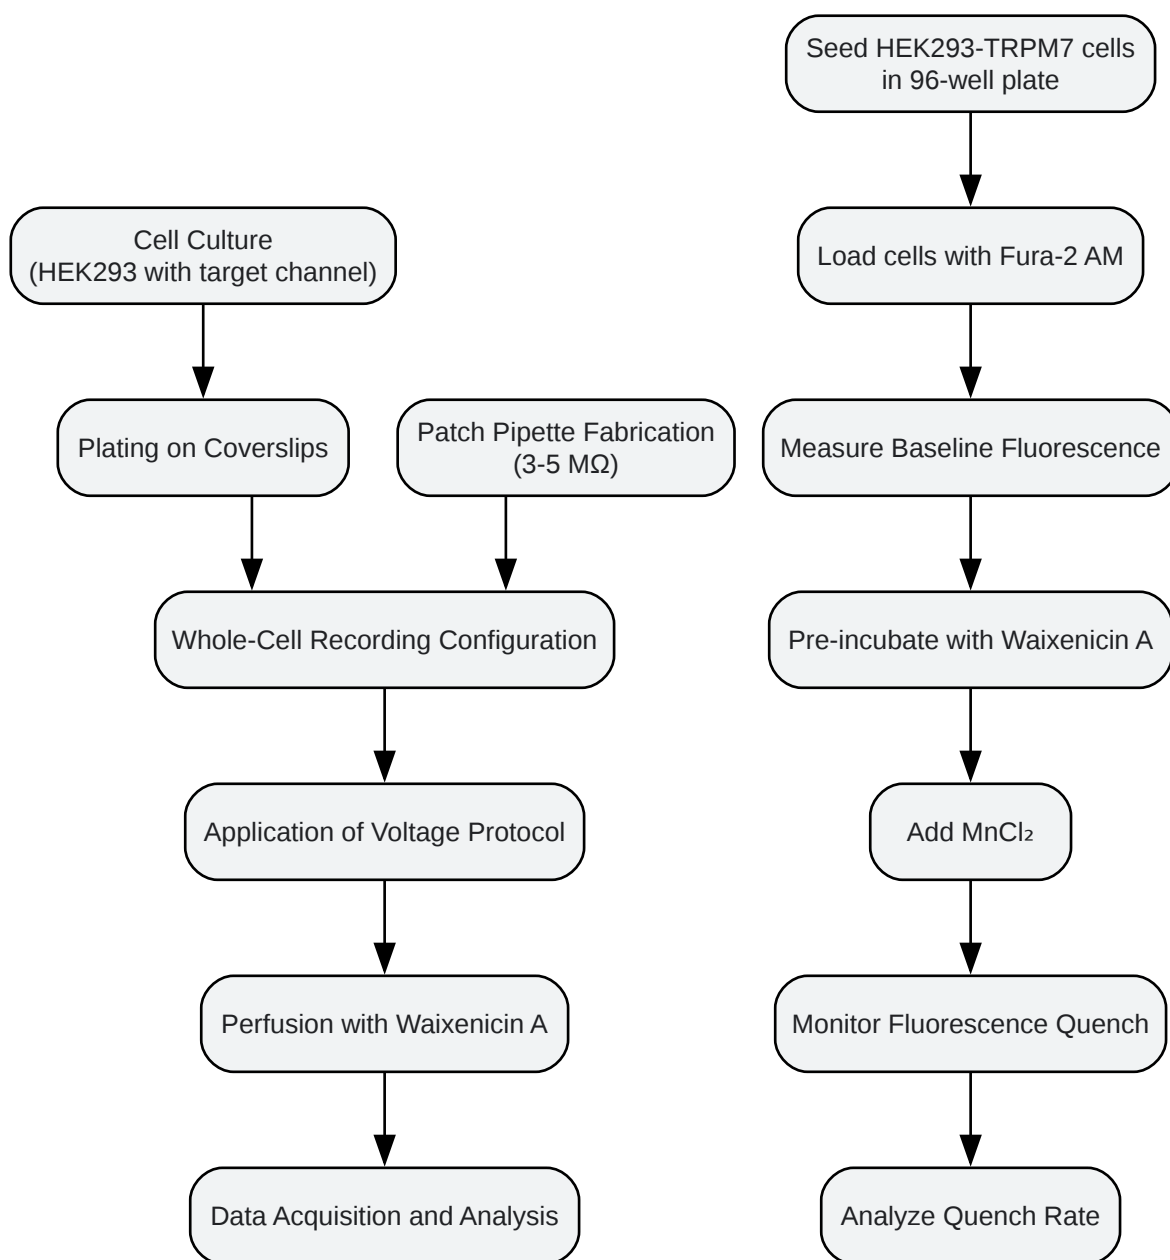 Cell Culture
(HEK293 with target channel)
Plating on Coverslips
Patch Pipette Fabrication
(3-5 MΩ)
Whole-Cell Recording Configuration
Application of Voltage Protocol
Perfusion with Waixenicin A
Data Acquisition and Analysis
Seed HEK293-TRPM7 cells
in 96-well plate
Load cells with Fura-2 AM
Measure Baseline Fluorescence
Pre-incubate with Waixenicin A
Add MnCl₂
Monitor Fluorescence Quench
Analyze Quench Rate